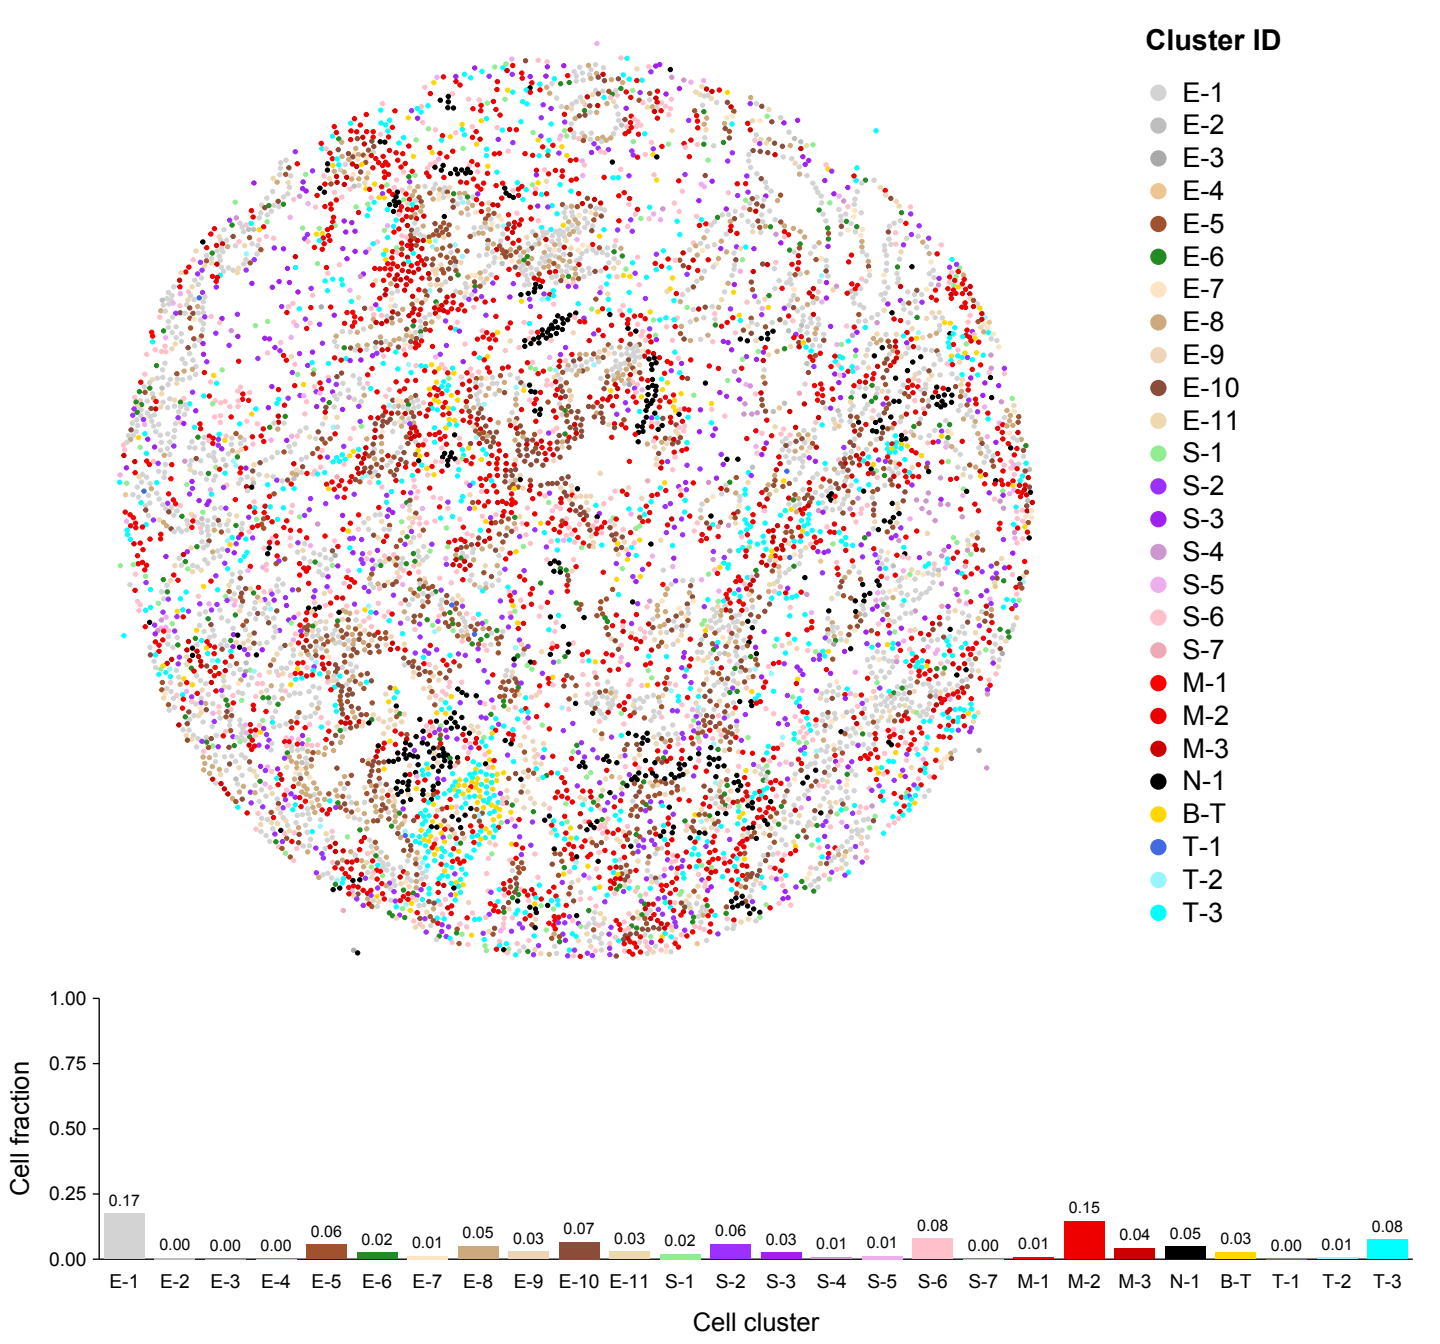 Cluster ID
E-1
E-2
E-3
E-4
E-5
E-6
E-7
E-8
E-9
E-10
E-11
S-1
S-2
S-3
S-4
S-5
S-6
S-7
M-1
M-2
M-3
N-1
B-T
T-1
T-2
T-3
1.00
0.75
0.50
0.25
0.00
Cell fraction
0.17 0.00 0.00 0.00 0.06 0.02 0.01 0.05 0.03 0.07 0.03 0.02 0.06 0.03 0.01 0.01 0.08 0.00 0.01 0.15 0.04 0.05 0.03 0.00 0.01 0.08
E-1 E-2 E-3 E-4 E-5 E-6 E-7 E-8 E-9 E-10 E-11 S-1 S-2 S-3 S-4 S-5 S-6 S-7 M-1 M-2 M-3 N-1 B-T T-1 T-2 T-3
Cell cluster